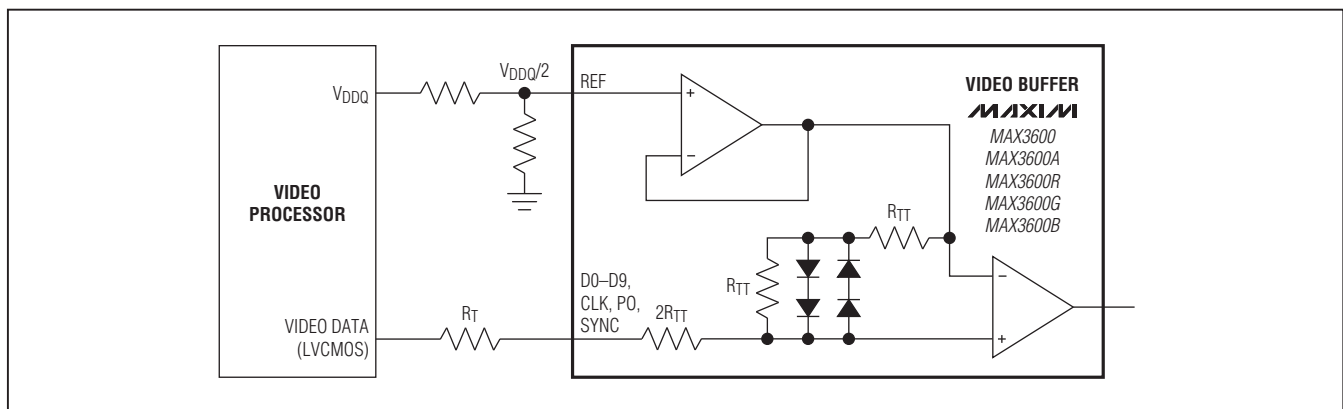 VIDEO
PROCESSOR
VDDQ
VDDQ/2
REF
+
−
VIDEO BUFFER
MAXIM
MAX3600
MAX3600A
MAX3600R
MAX3600G
MAX3600B
RTT
RTT
−
+
D0–D9,
CLK, PO,
SYNC
2RTT
VIDEO DATA
(LVCMOS)
RT